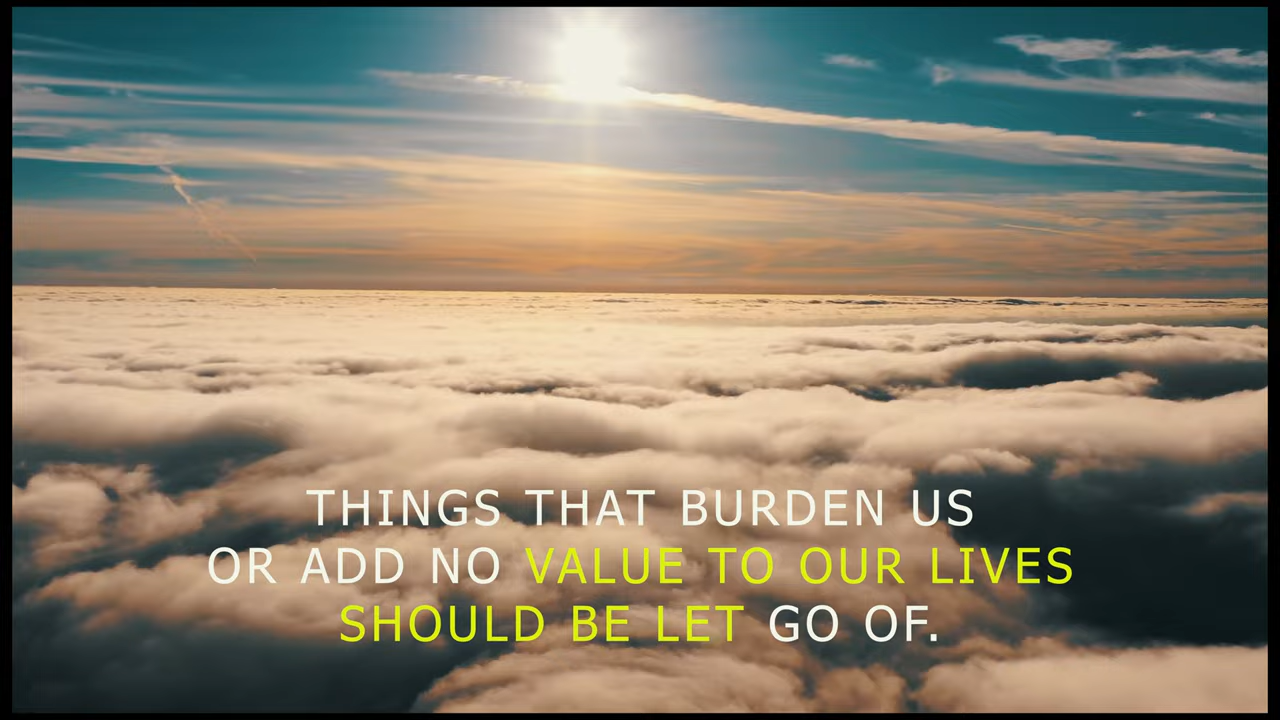 THINGS THAT BURDEN US
OR ADD NO VALUE TO OUR LIVES
SHOULD BE LET GO OF.